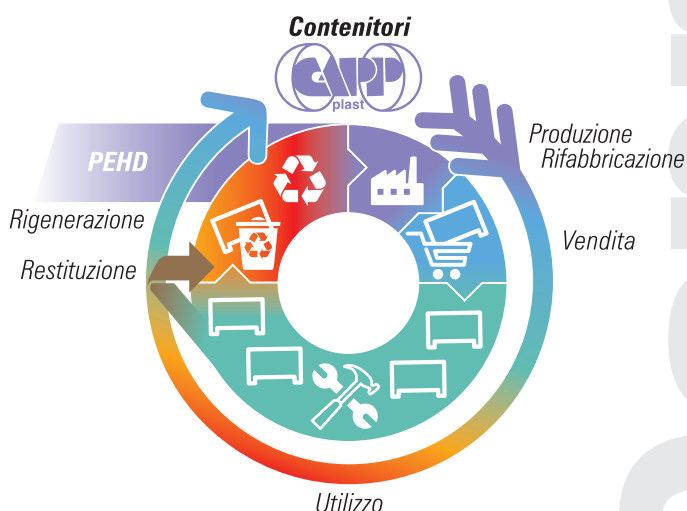 Contenitori
CAPP
plast
PEHD
Produzione
Rifabbricazione
Rigenerazione
Vendita
Restituzione
Utilizzo